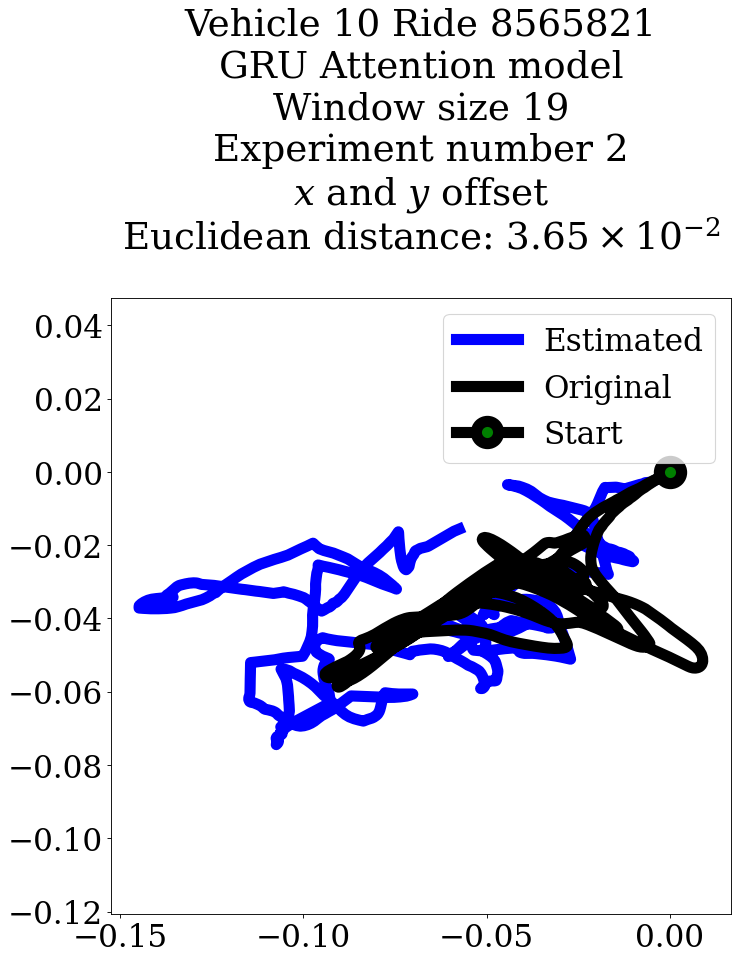 Vehicle 10 Ride 8565821
GRU Attention model
Window size 19
Experiment number 2
x and y offset
Euclidean distance: 3.65 × 10⁻²
Estimated
Original
Start
0.04
0.02
0.00
−0.02
−0.04
−0.06
−0.08
−0.10
−0.12
−0.15
−0.10
−0.05
0.00